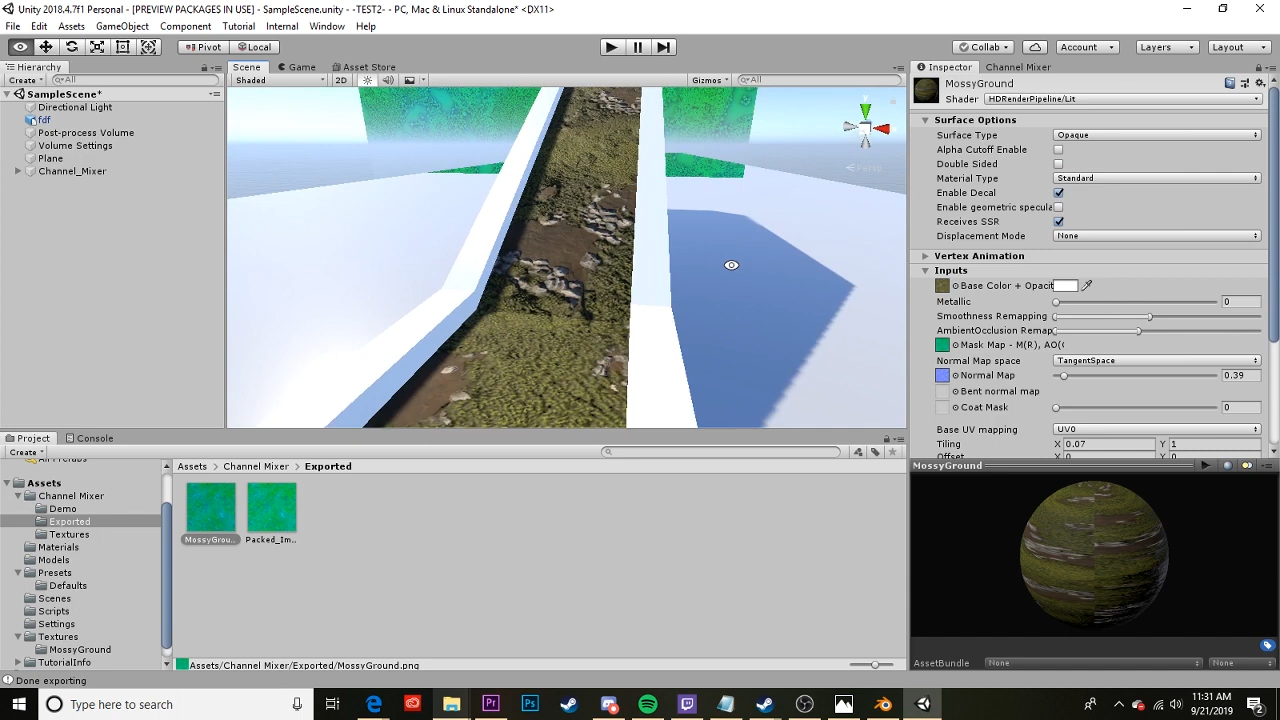 Unity 2018.4.7f1 Personal - [PREVIEW PACKAGES IN USE] - SampleScene.unity - -TEST2- - PC, Mac & Linux Standalone* <DX11>
File Edit Assets GameObject Component Tutorial Internal Window Help
Pivot Local Collab Account Layers Layout
Hierarchy Scene Game Asset Store Inspector Channel Mixer
Create All Shaded 2D Gizmos All MossyGround
SampleScene* Shader HDRenderPipeline/Lit
Directional Light
fdf Surface Options
Post-process Volume Surface Type Opaque
Volume Settings Alpha Cutoff Enable
Plane Double Sided
Channel_Mixer Material Type Standard
Enable Decal
Enable geometric specula
Receives SSR
Displacement Mode None
Vertex Animation
Inputs
Base Color + Opacit
Metallic 0
Smoothness Remapping
AmbientOcclusion Remap
Mask Map - M(R), AO(
Normal Map space TangentSpace
Normal Map 0.39
Bent normal map
Coat Mask 0
Base UV mapping UV0
Tiling X 0.07 Y 1
Offset
Project Console
Create
Assets Channel Mixer Exported MossyGround
Assets
Channel Mixer
Demo
Exported
Textures MossyGrou.. Packed_Im..
Materials
Models
Presets
Defaults
Scenes
Scripts
Settings
Textures
MossyGround
TutorialInfo Assets/Channel Mixer/Exported/MossyGround.png AssetBundle None None
Done exporting
Type here to search 11:31 AM
9/21/2019